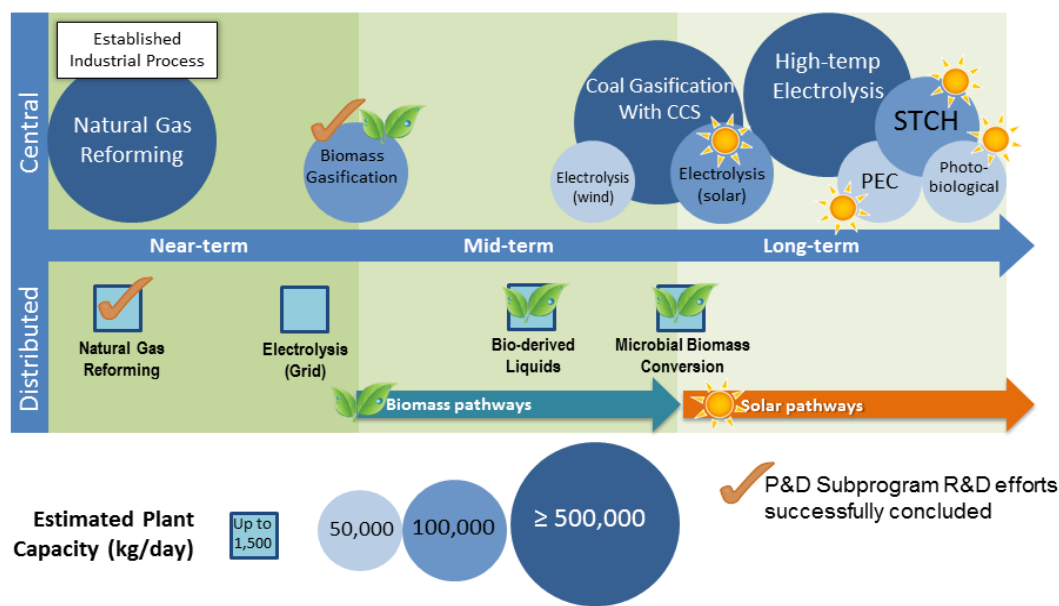 Established
Industrial Process
Central
Natural Gas
Reforming
Biomass
Gasification
Coal Gasification
With CCS
Electrolysis
(wind)
Electrolysis
(solar)
High-temp
Electrolysis
STCH
PEC
Photo-
biological
Near-term
Mid-term
Long-term
Distributed
Natural Gas
Reforming
Electrolysis
(Grid)
Bio-derived
Liquids
Microbial Biomass
Conversion
Biomass pathways
Solar pathways
Estimated Plant
Capacity (kg/day)
Up to
1,500
50,000
100,000
≥ 500,000
P&D Subprogram R&D efforts
successfully concluded